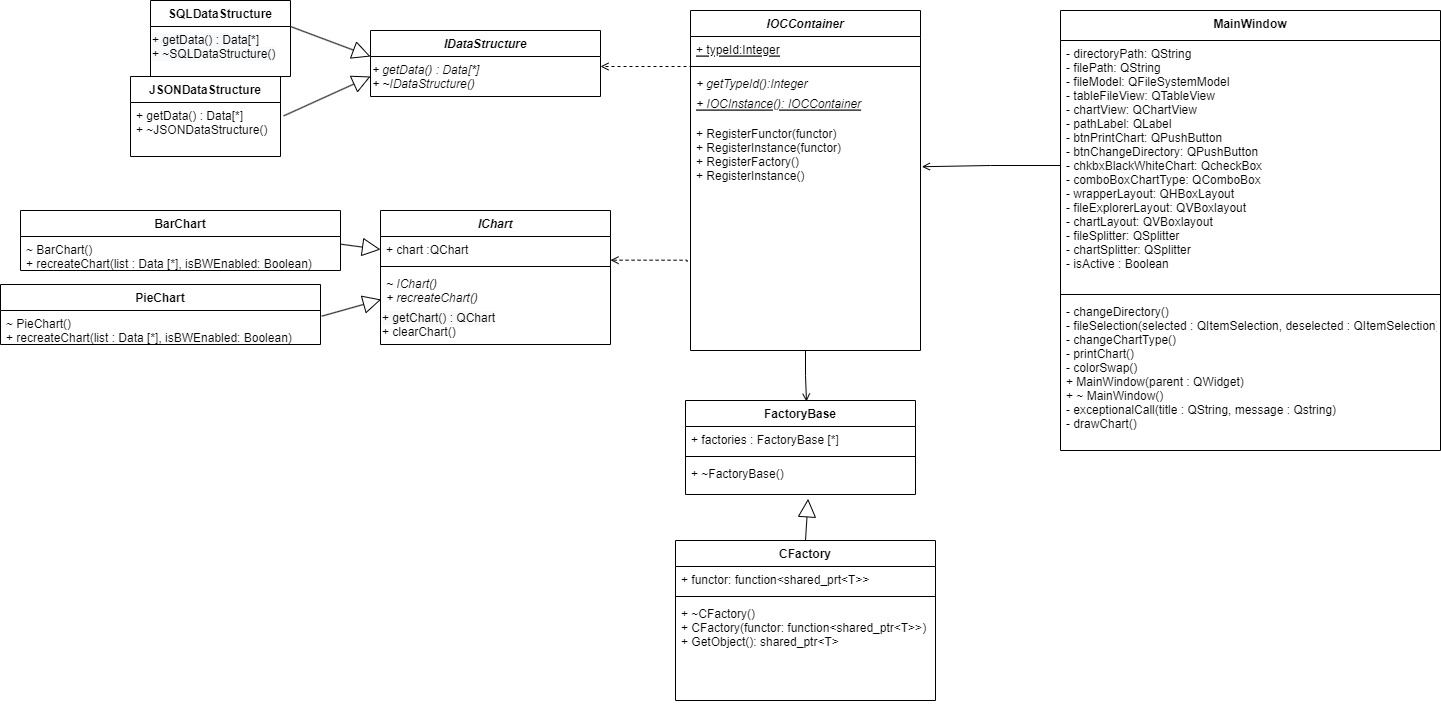 SQLDataStructure
+ getData() : Data[*]
+ ~SQLDataStructure()
JSONDataStructure
+ getData() : Data[*]
+ ~JSONDataStructure()
IDataStructure
+ getData() : Data[*]
+ ~IDataStructure()
IOCContainer
+ typeId:Integer
+ getTypeId():Integer
+ IOCInstance(): IOCContainer
+ RegisterFunctor(functor)
+ RegisterInstance(functor)
+ RegisterFactory()
+ RegisterInstance()
MainWindow
- directoryPath: QString
- filePath: QString
- fileModel: QFileSystemModel
- tableFileView: QTableView
- chartView: QChartView
- pathLabel: QLabel
- btnPrintChart: QPushButton
- btnChangeDirectory: QPushButton
- chkbxBlackWhiteChart: QcheckBox
- comboBoxChartType: QComboBox
- wrapperLayout: QHBoxLayout
- fileExplorerLayout: QVBoxlayout
- chartLayout: QVBoxlayout
- fileSplitter: QSplitter
- chartSplitter: QSplitter
- isActive : Boolean
- changeDirectory()
- fileSelection(selected : QItemSelection, deselected : QItemSelection
- changeChartType()
- printChart()
- colorSwap()
+ MainWindow(parent : QWidget)
+ ~ MainWindow()
- exceptionalCall(title : QString, message : Qstring)
- drawChart()
BarChart
~ BarChart()
+ recreateChart(list : Data [*], isBWEnabled: Boolean)
PieChart
~ PieChart()
+ recreateChart(list : Data [*], isBWEnabled: Boolean)
IChart
+ chart :QChart
~ IChart()
+ recreateChart()
+ getChart() : QChart
+ clearChart()
FactoryBase
+ factories : FactoryBase [*]
+ ~FactoryBase()
CFactory
+ functor: function<shared_prt<T>>
+ ~CFactory()
+ CFactory(functor: function<shared_ptr<T>>)
+ GetObject(): shared_ptr<T>